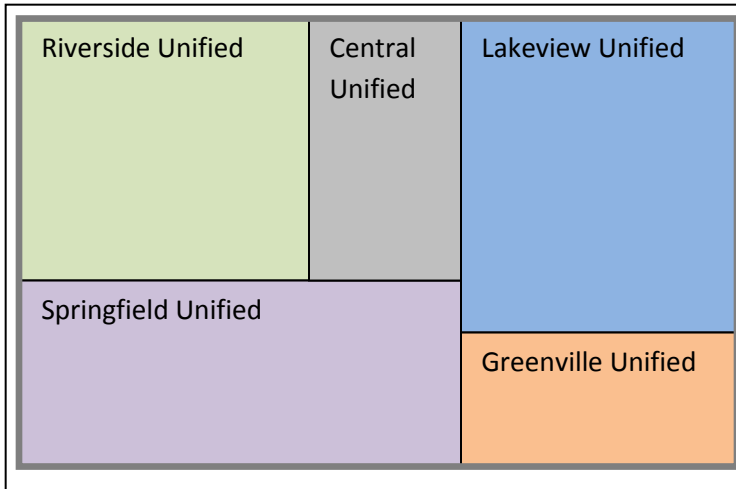 Riverside Unified
Central
Unified
Lakeview Unified
Springfield Unified
Greenville Unified